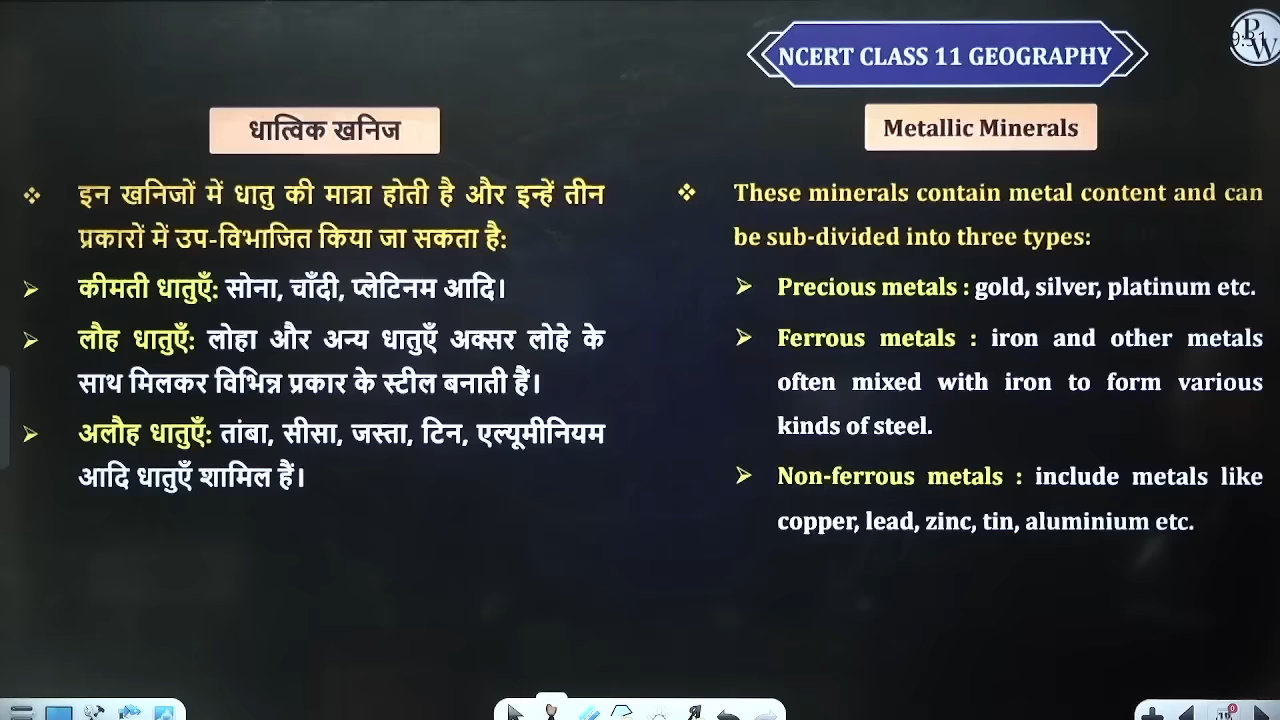 NCERT CLASS 11 GEOGRAPHY
PW
धात्विक खनिज
इन खनिजों में धातु की मात्रा होती है और इन्हें तीन
प्रकारों में उप-विभाजित किया जा सकता है:
कीमती धातुएँ: सोना, चाँदी, प्लेटिनम आदि।
लौह धातुएँ: लोहा और अन्य धातुएँ अक्सर लोहे के
साथ मिलकर विभिन्न प्रकार के स्टील बनाती हैं।
अलौह धातुएँ: तांबा, सीसा, जस्ता, टिन, एल्यूमीनियम
आदि धातुएँ शामिल हैं।
Metallic Minerals
These minerals contain metal content and can
be sub-divided into three types:
Precious metals : gold, silver, platinum etc.
Ferrous metals : iron and other metals
often mixed with iron to form various
kinds of steel.
Non-ferrous metals : include metals like
copper, lead, zinc, tin, aluminium etc.